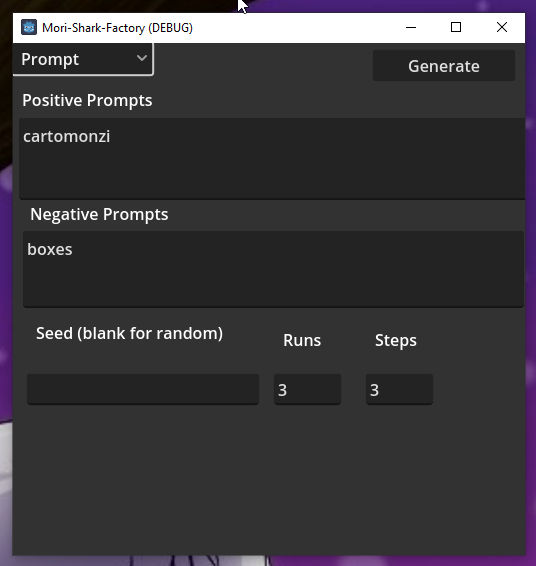 Mori-Shark-Factory (DEBUG)
Prompt
Generate
Positive Prompts
cartomonzi
Negative Prompts
boxes
Seed (blank for random)
Runs
Steps
3
3